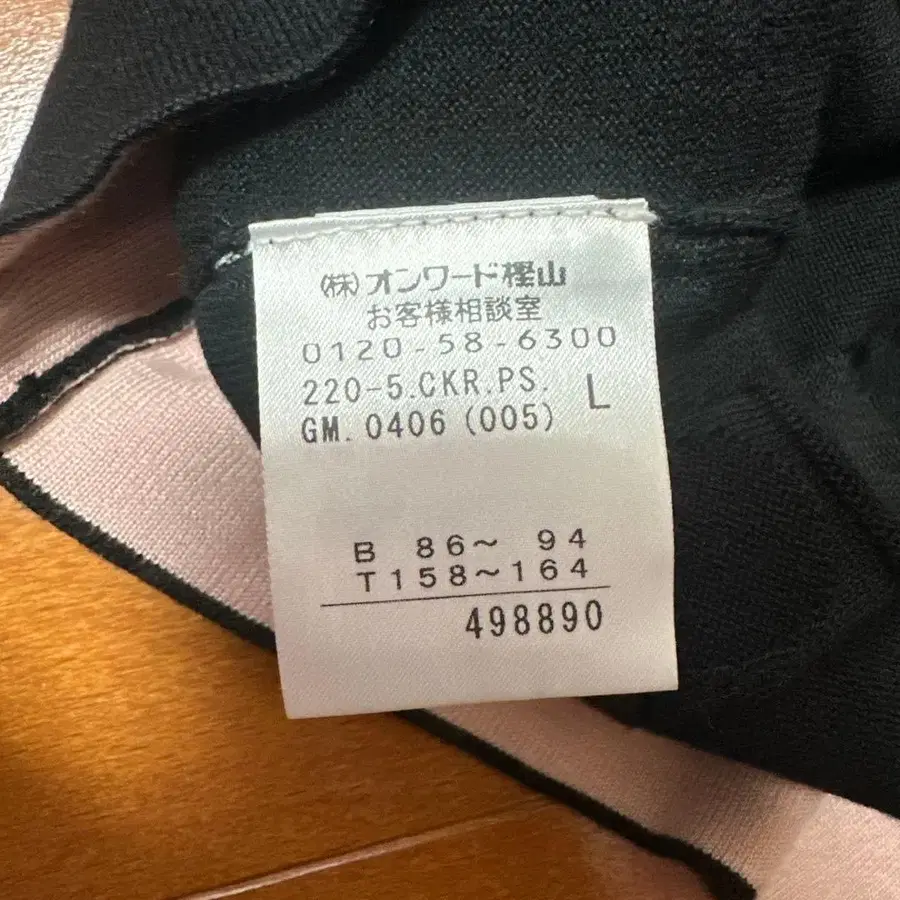 (株)オンワード樫山
お客様相談室
0120-58-6300
220-5.CKR.PS. L
GM. 0406 (005)
B 86～ 94
T158～164
498890